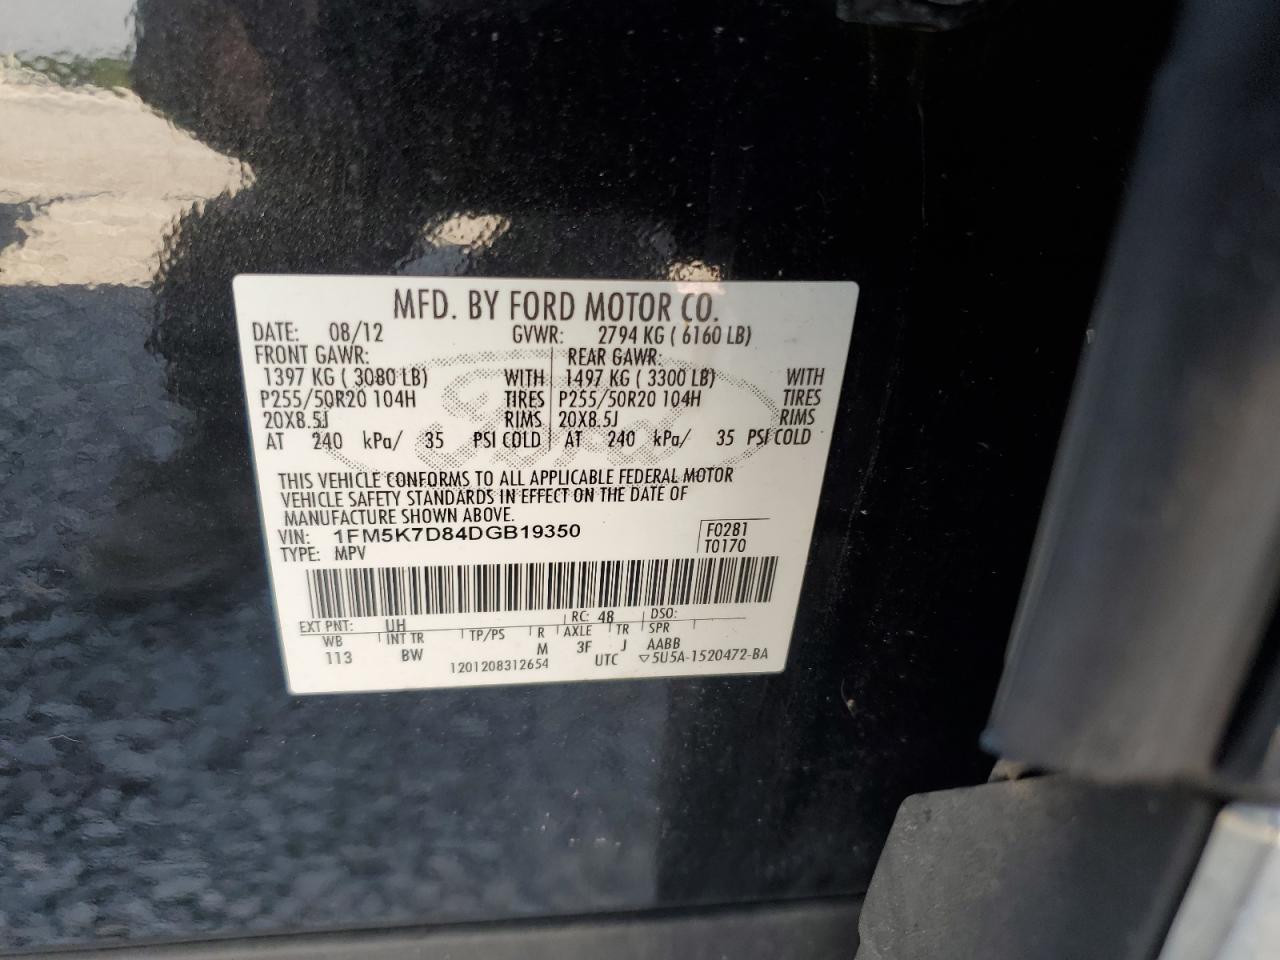 MFD. BY FORD MOTOR CO.
DATE: 08/12 GVWR: 2794 KG ( 6160 LB)
FRONT GAWR: REAR GAWR:
1397 KG ( 3080 LB) WITH 1497 KG ( 3300 LB) WITH
P255/50R20 104H TIRES P255/50R20 104H TIRES
20X8.5J RIMS 20X8.5J RIMS
AT 240 kPa/ 35 PSI COLD AT 240 kPa/ 35 PSI COLD
THIS VEHICLE CONFORMS TO ALL APPLICABLE FEDERAL MOTOR
VEHICLE SAFETY STANDARDS IN EFFECT ON THE DATE OF
MANUFACTURE SHOWN ABOVE.
VIN: 1FM5K7D84DGB19350 F0281
TYPE: MPV T0170
EXT PNT: UH RC: 48 DSO:
WB INT TR TP/PS R AXLE TR SPR
113 BW M 3F J AABB
1201208312654 UTC ▽5U5A-1520472-BA